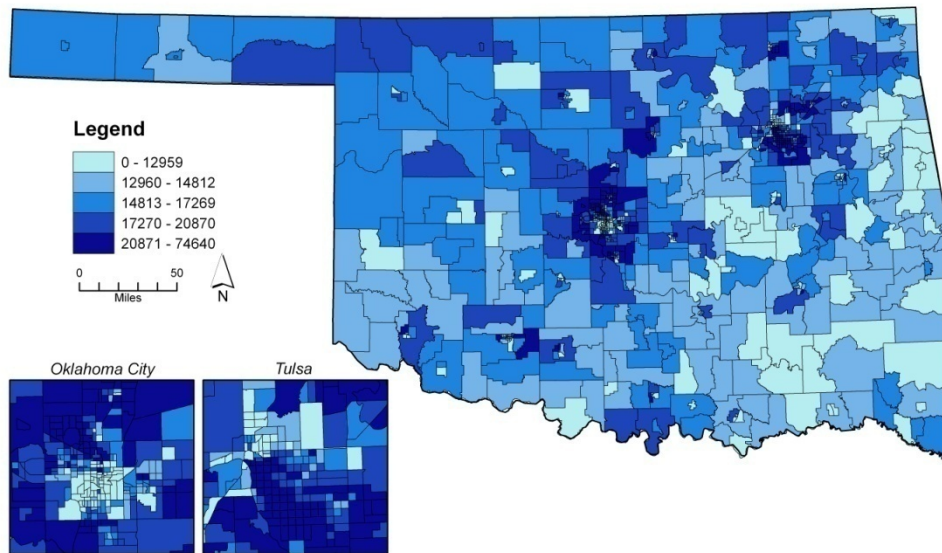 Legend
0 - 12959
12960 - 14812
14813 - 17269
17270 - 20870
20871 - 74640
0 50
Miles
N
Oklahoma City
Tulsa